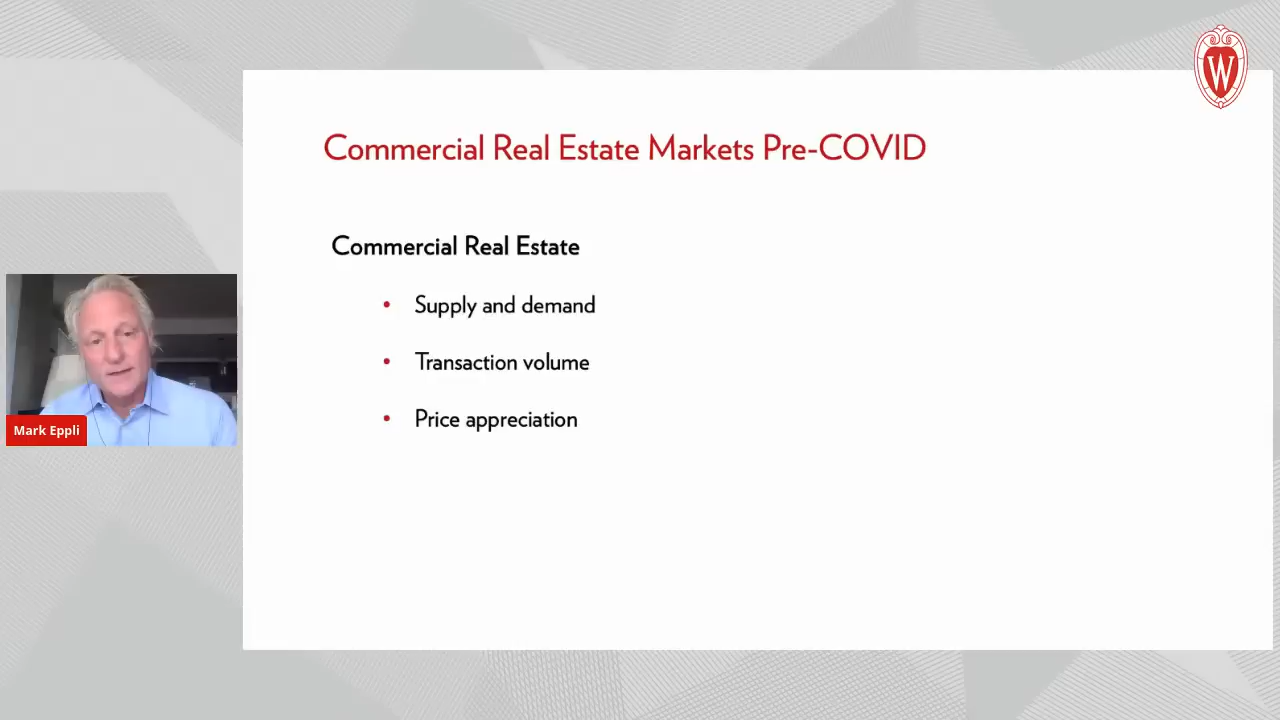 W
Commercial Real Estate Markets Pre-COVID
Commercial Real Estate
• Supply and demand
• Transaction volume
• Price appreciation
Mark Eppli